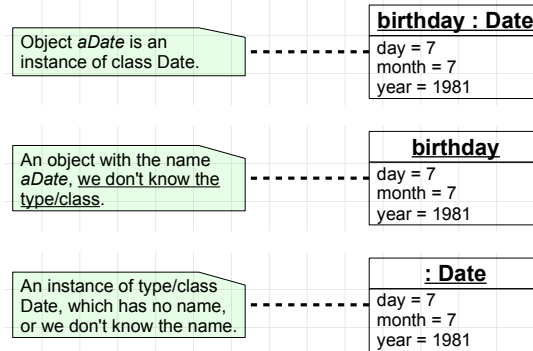 Object aDate is an
instance of class Date.
birthday : Date
day = 7
month = 7
year = 1981
An object with the name
aDate, we don't know the
type/class.
birthday
day = 7
month = 7
year = 1981
An instance of type/class
Date, which has no name,
or we don't know the name.
: Date
day = 7
month = 7
year = 1981